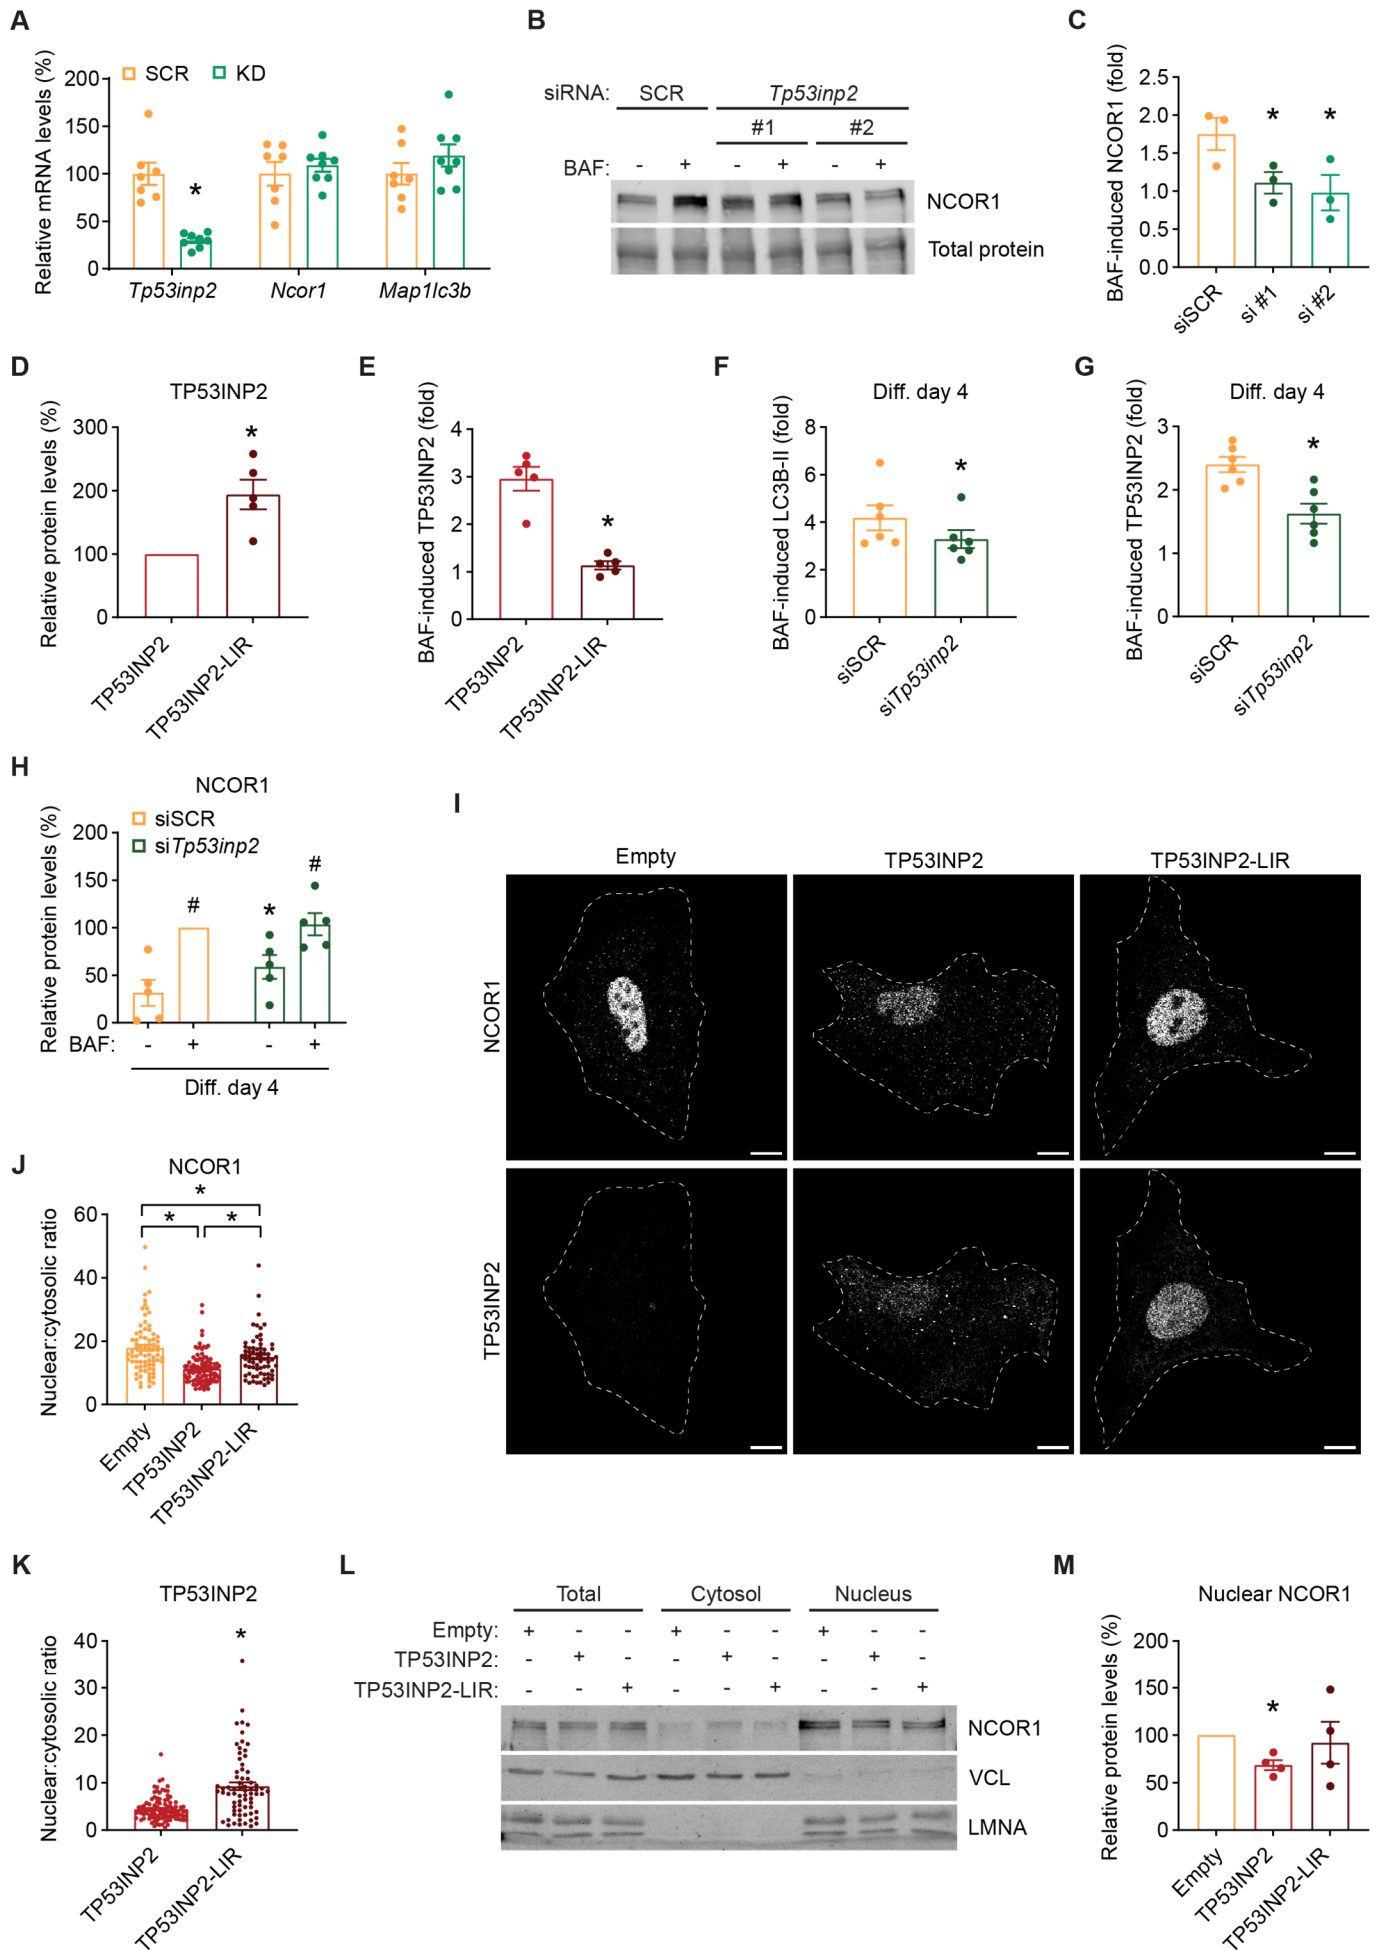 A
Relative mRNA levels (%)
SCR KD
200
150
100
50
0
*
Tp53inp2 Ncor1 Map1lc3b
B
siRNA: SCR Tp53inp2
#1 #2
BAF: - + - + - +
NCOR1
Total protein
C
BAF-induced NCOR1 (fold)
2.5
2.0
1.5
1.0
0.5
0.0
* *
siSCR si #1 si #2
D
TP53INP2
Relative protein levels (%)
300
200
100
0
*
TP53INP2 TP53INP2-LIR
E
BAF-induced TP53INP2 (fold)
4
3
2
1
0
*
TP53INP2 TP53INP2-LIR
F
Diff. day 4
BAF-induced LC3B-II (fold)
8
6
4
2
0
*
siSCR siTp53inp2
G
Diff. day 4
BAF-induced TP53INP2 (fold)
3
2
1
0
*
siSCR siTp53inp2
H
NCOR1
siSCR
siTp53inp2
Relative protein levels (%)
200
150
100
50
0
# * #
BAF: - + - +
Diff. day 4
I
Empty TP53INP2 TP53INP2-LIR
NCOR1
TP53INP2
J
NCOR1
Nuclear:cytosolic ratio
60
40
20
0
*
* *
Empty TP53INP2 TP53INP2-LIR
K
TP53INP2
Nuclear:cytosolic ratio
40
30
20
10
0
*
TP53INP2 TP53INP2-LIR
L
Total Cytosol Nucleus
Empty: + - - + - - + - -
TP53INP2: - + - - + - - + -
TP53INP2-LIR: - - + - - + - - +
NCOR1
VCL
LMNA
M
Nuclear NCOR1
Relative protein levels (%)
200
150
100
50
0
*
Empty TP53INP2 TP53INP2-LIR